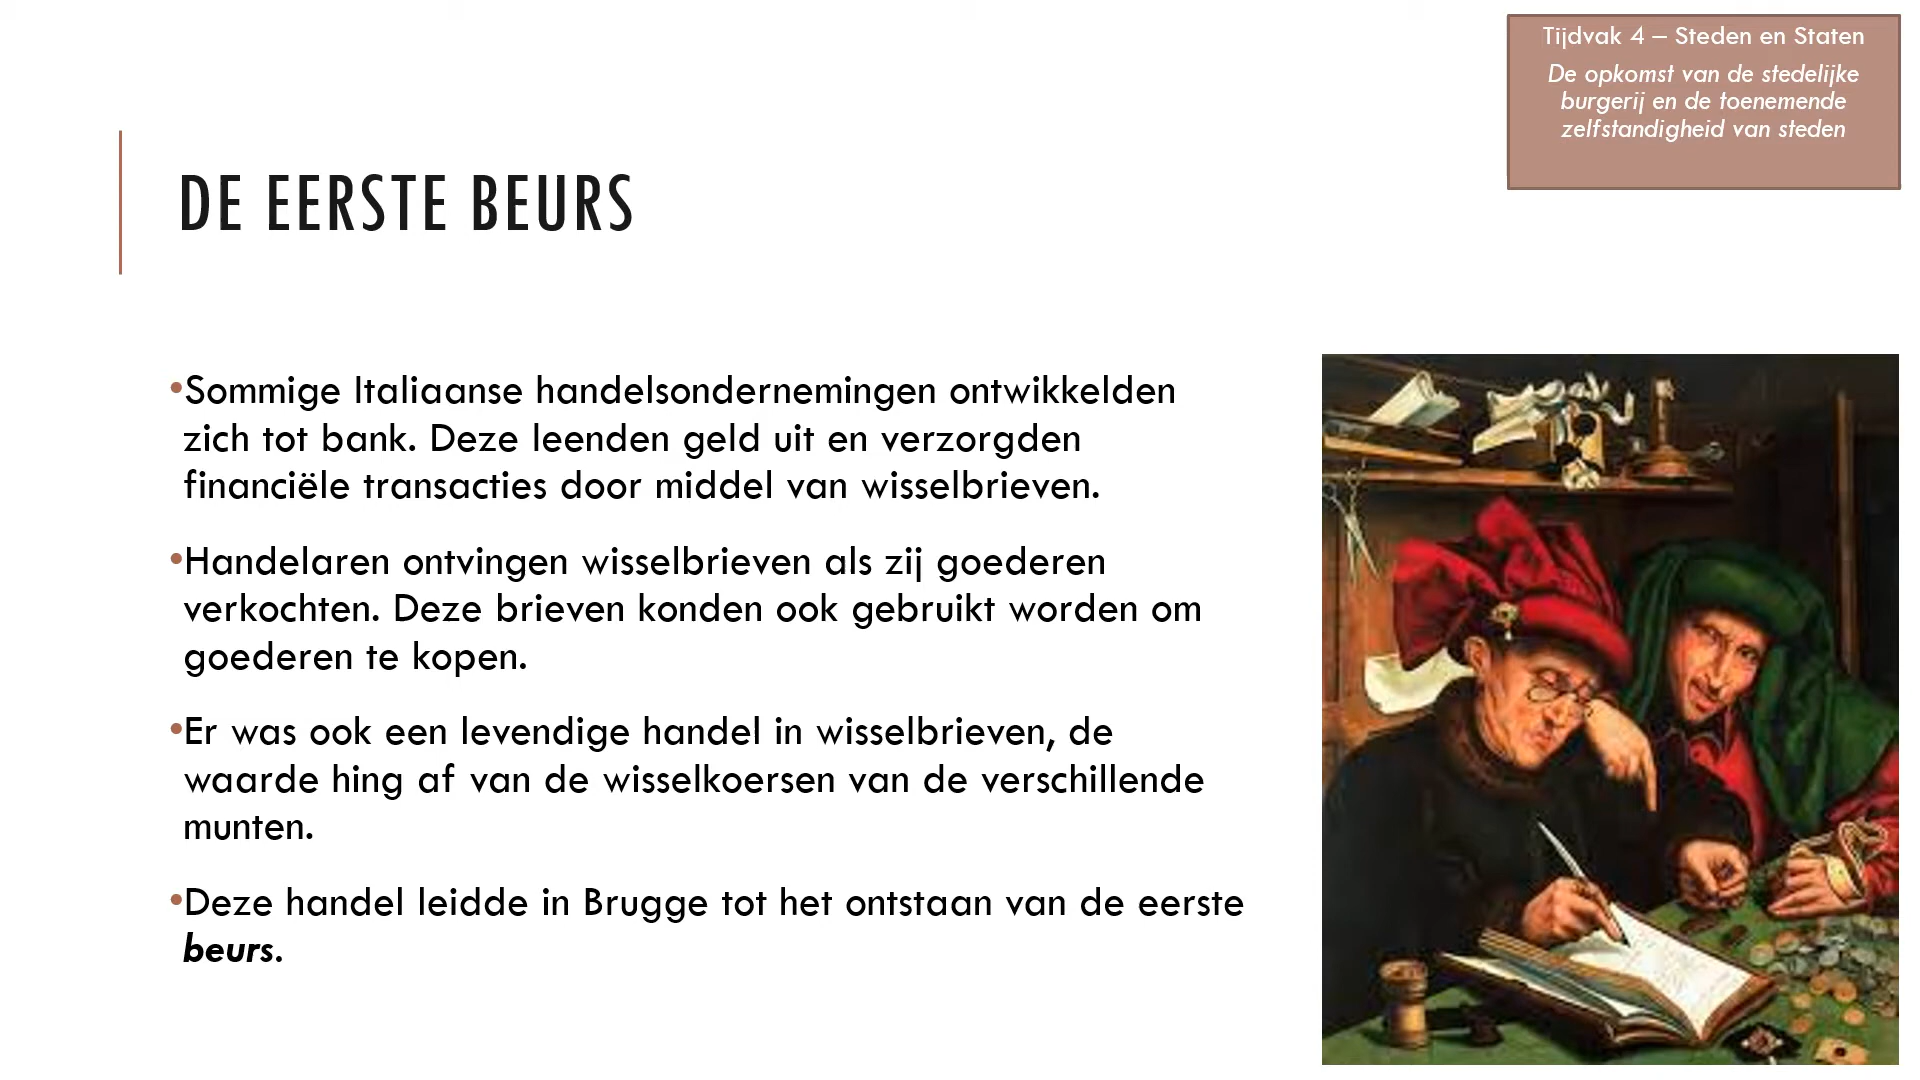 Tijdvak 4 – Steden en Staten
De opkomst van de stedelijke
burgerij en de toenemende
zelfstandigheid van steden
DE EERSTE BEURS
•Sommige Italiaanse handelsondernemingen ontwikkelden
zich tot bank. Deze leenden geld uit en verzorgden
financiële transacties door middel van wisselbrieven.
•Handelaren ontvingen wisselbrieven als zij goederen
verkochten. Deze brieven konden ook gebruikt worden om
goederen te kopen.
•Er was ook een levendige handel in wisselbrieven, de
waarde hing af van de wisselkoersen van de verschillende
munten.
•Deze handel leidde in Brugge tot het ontstaan van de eerste
beurs.